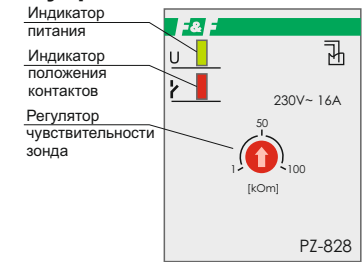 Индикатор
питания
Индикатор
положения
контактов
Регулятор
чувствительности
зонда
F&F
U
230V~ 16A
50
1
100
[kOm]
PZ-828